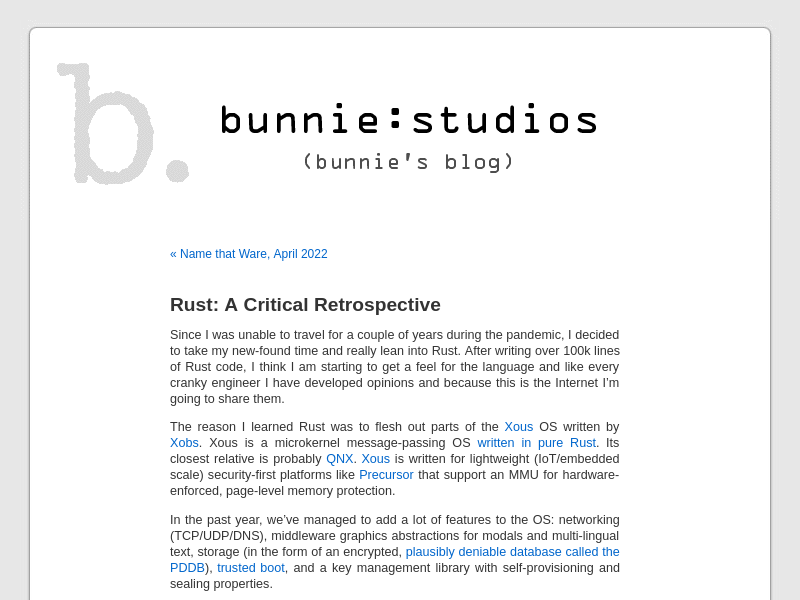 b.
bunnie:studios
(bunnie's blog)
« Name that Ware, April 2022
Rust: A Critical Retrospective
Since I was unable to travel for a couple of years during the pandemic, I decided
to take my new-found time and really lean into Rust. After writing over 100k lines
of Rust code, I think I am starting to get a feel for the language and like every
cranky engineer I have developed opinions and because this is the Internet I’m
going to share them.
The reason I learned Rust was to flesh out parts of the Xous OS written by
Xobs. Xous is a microkernel message-passing OS written in pure Rust. Its
closest relative is probably QNX. Xous is written for lightweight (IoT/embedded
scale) security-first platforms like Precursor that support an MMU for hardware-
enforced, page-level memory protection.
In the past year, we’ve managed to add a lot of features to the OS: networking
(TCP/UDP/DNS), middleware graphics abstractions for modals and multi-lingual
text, storage (in the form of an encrypted, plausibly deniable database called the
PDDB), trusted boot, and a key management library with self-provisioning and
sealing properties.